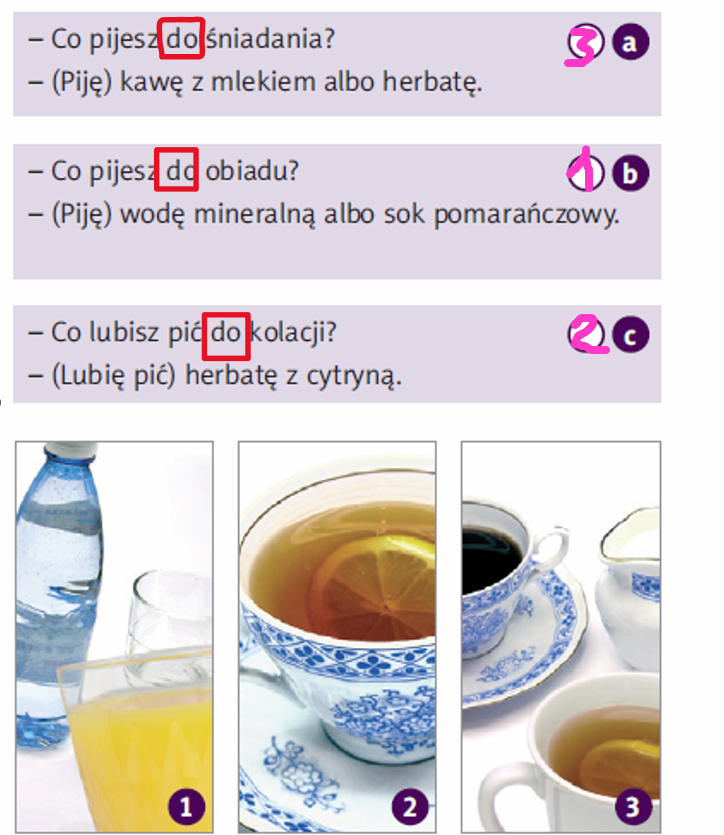 – Co pijesz do śniadania? 3 a
– (Piję) kawę z mlekiem albo herbatę.
– Co pijesz do obiadu? 1 b
– (Piję) wodę mineralną albo sok pomarańczowy.
– Co lubisz pić do kolacji? 2 c
– (Lubię pić) herbatę z cytryną.
1 2 3